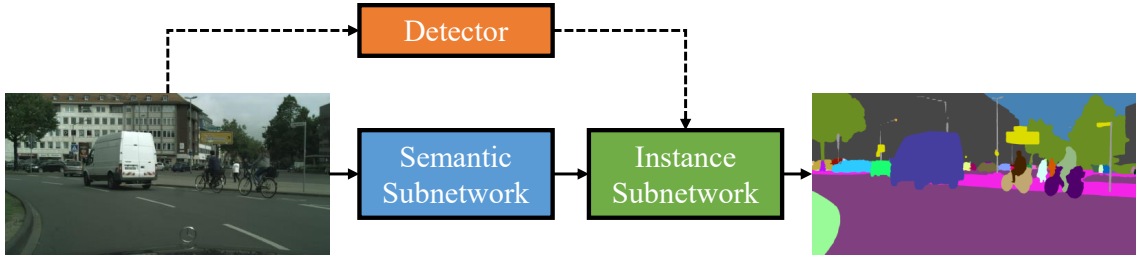 Detector
Semantic
Subnetwork
Instance
Subnetwork